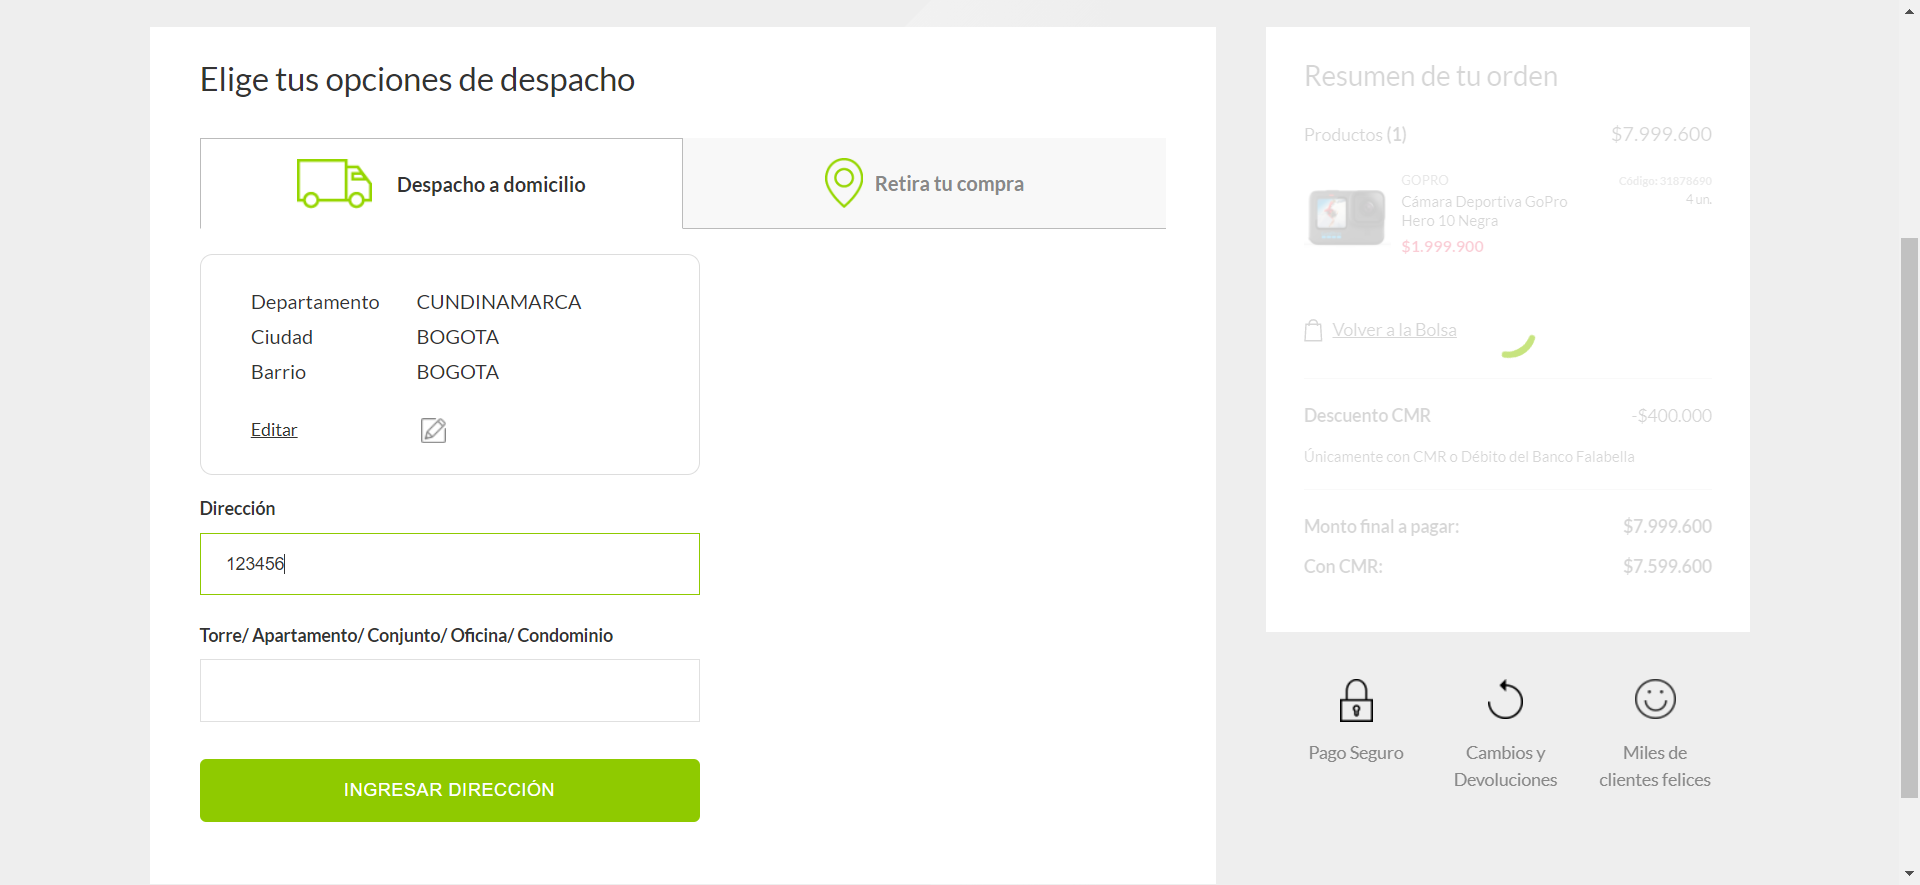 Elige tus opciones de despacho
Despacho a domicilio
Retira tu compra
Departamento CUNDINAMARCA
Ciudad BOGOTA
Barrio BOGOTA
Editar
Dirección
123456
Torre/ Apartamento/ Conjunto/ Oficina/ Condominio
INGRESAR DIRECCIÓN
Resumen de tu orden
Productos (1) $7.999.600
GOPRO Código: 31878690
Cámara Deportiva GoPro 4 un.
Hero 10 Negra
$1.999.900
Volver a la Bolsa
Descuento CMR -$400.000
Únicamente con CMR o Débito del Banco Falabella
Monto final a pagar: $7.999.600
Con CMR: $7.599.600
Pago Seguro
Cambios y
Devoluciones
Miles de
clientes felices